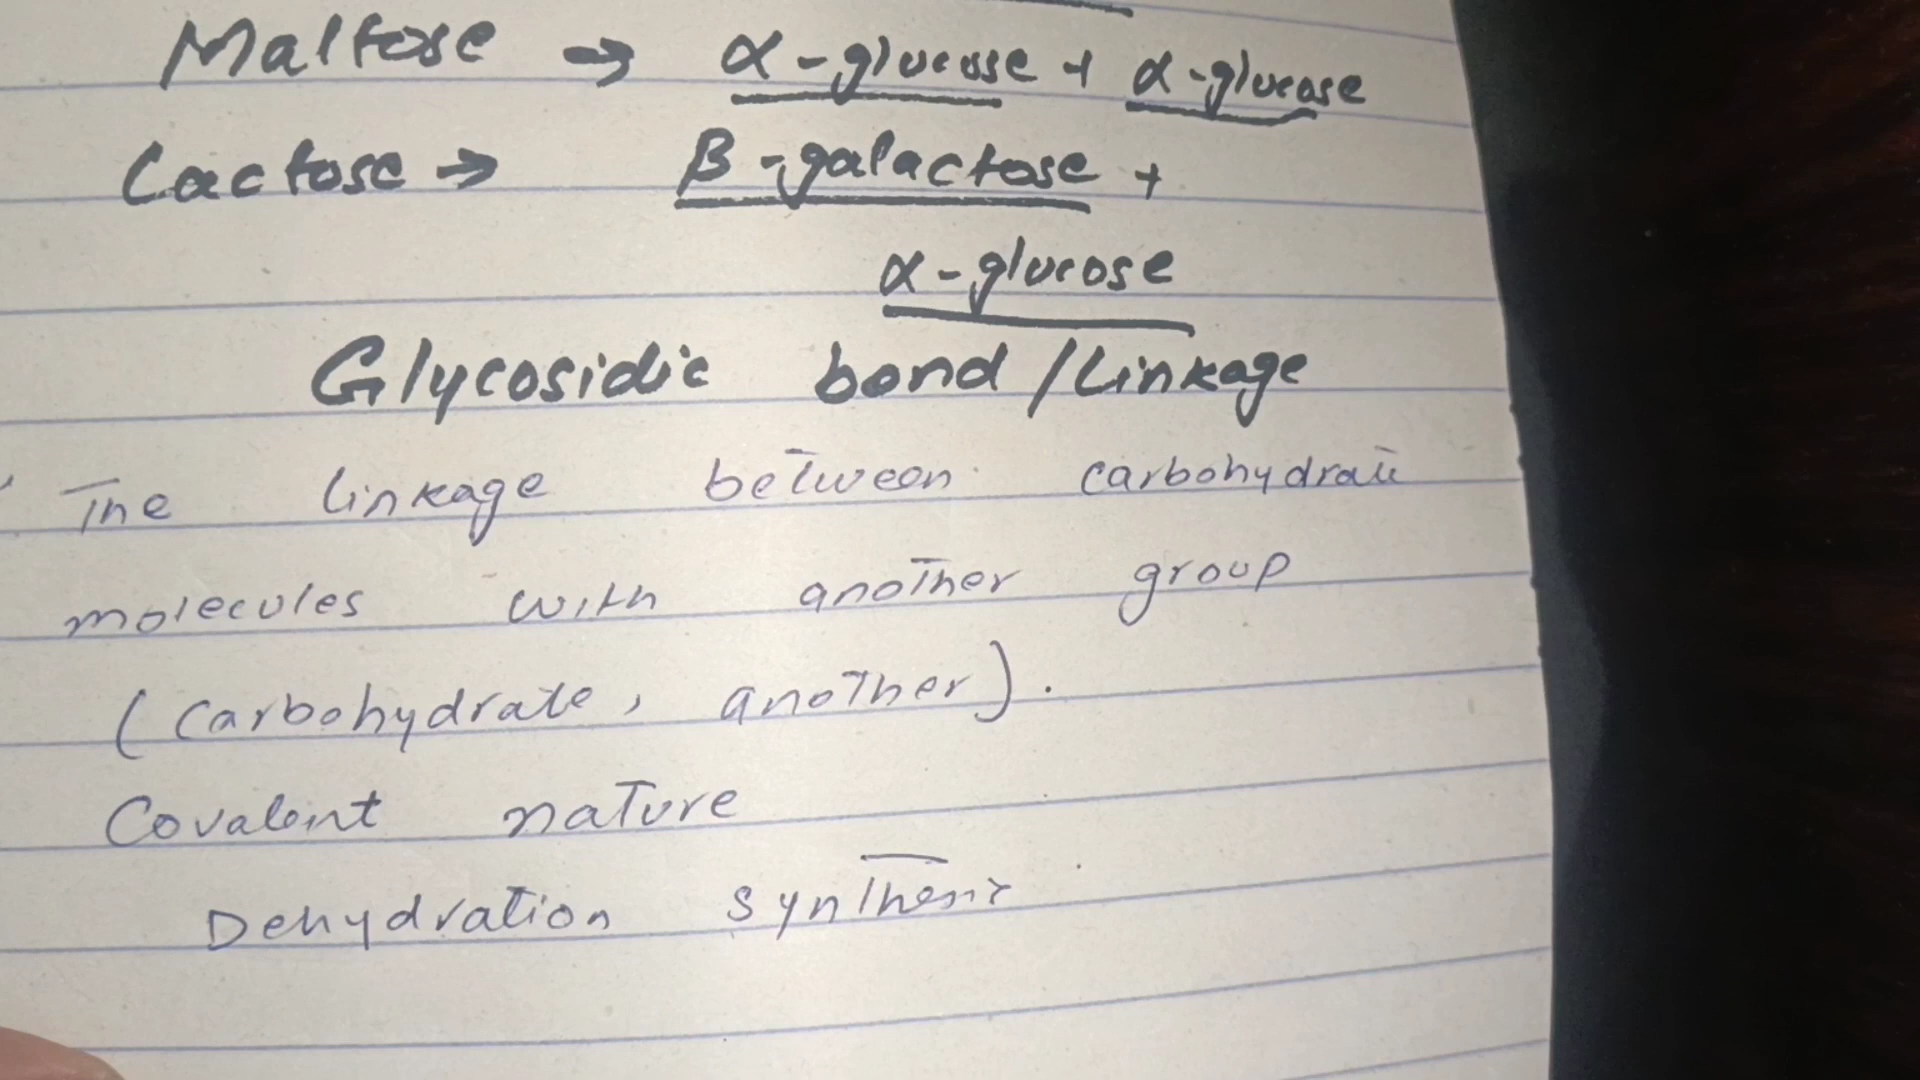 Maltose → α-glucose + α-glucose
Lactose → β-galactose +
α-glucose
Glycosidic bond/Linkage
The linkage between carbohydrate
molecules with another group
(Carbohydrate, another).
Covalent nature
Dehydration synthesis